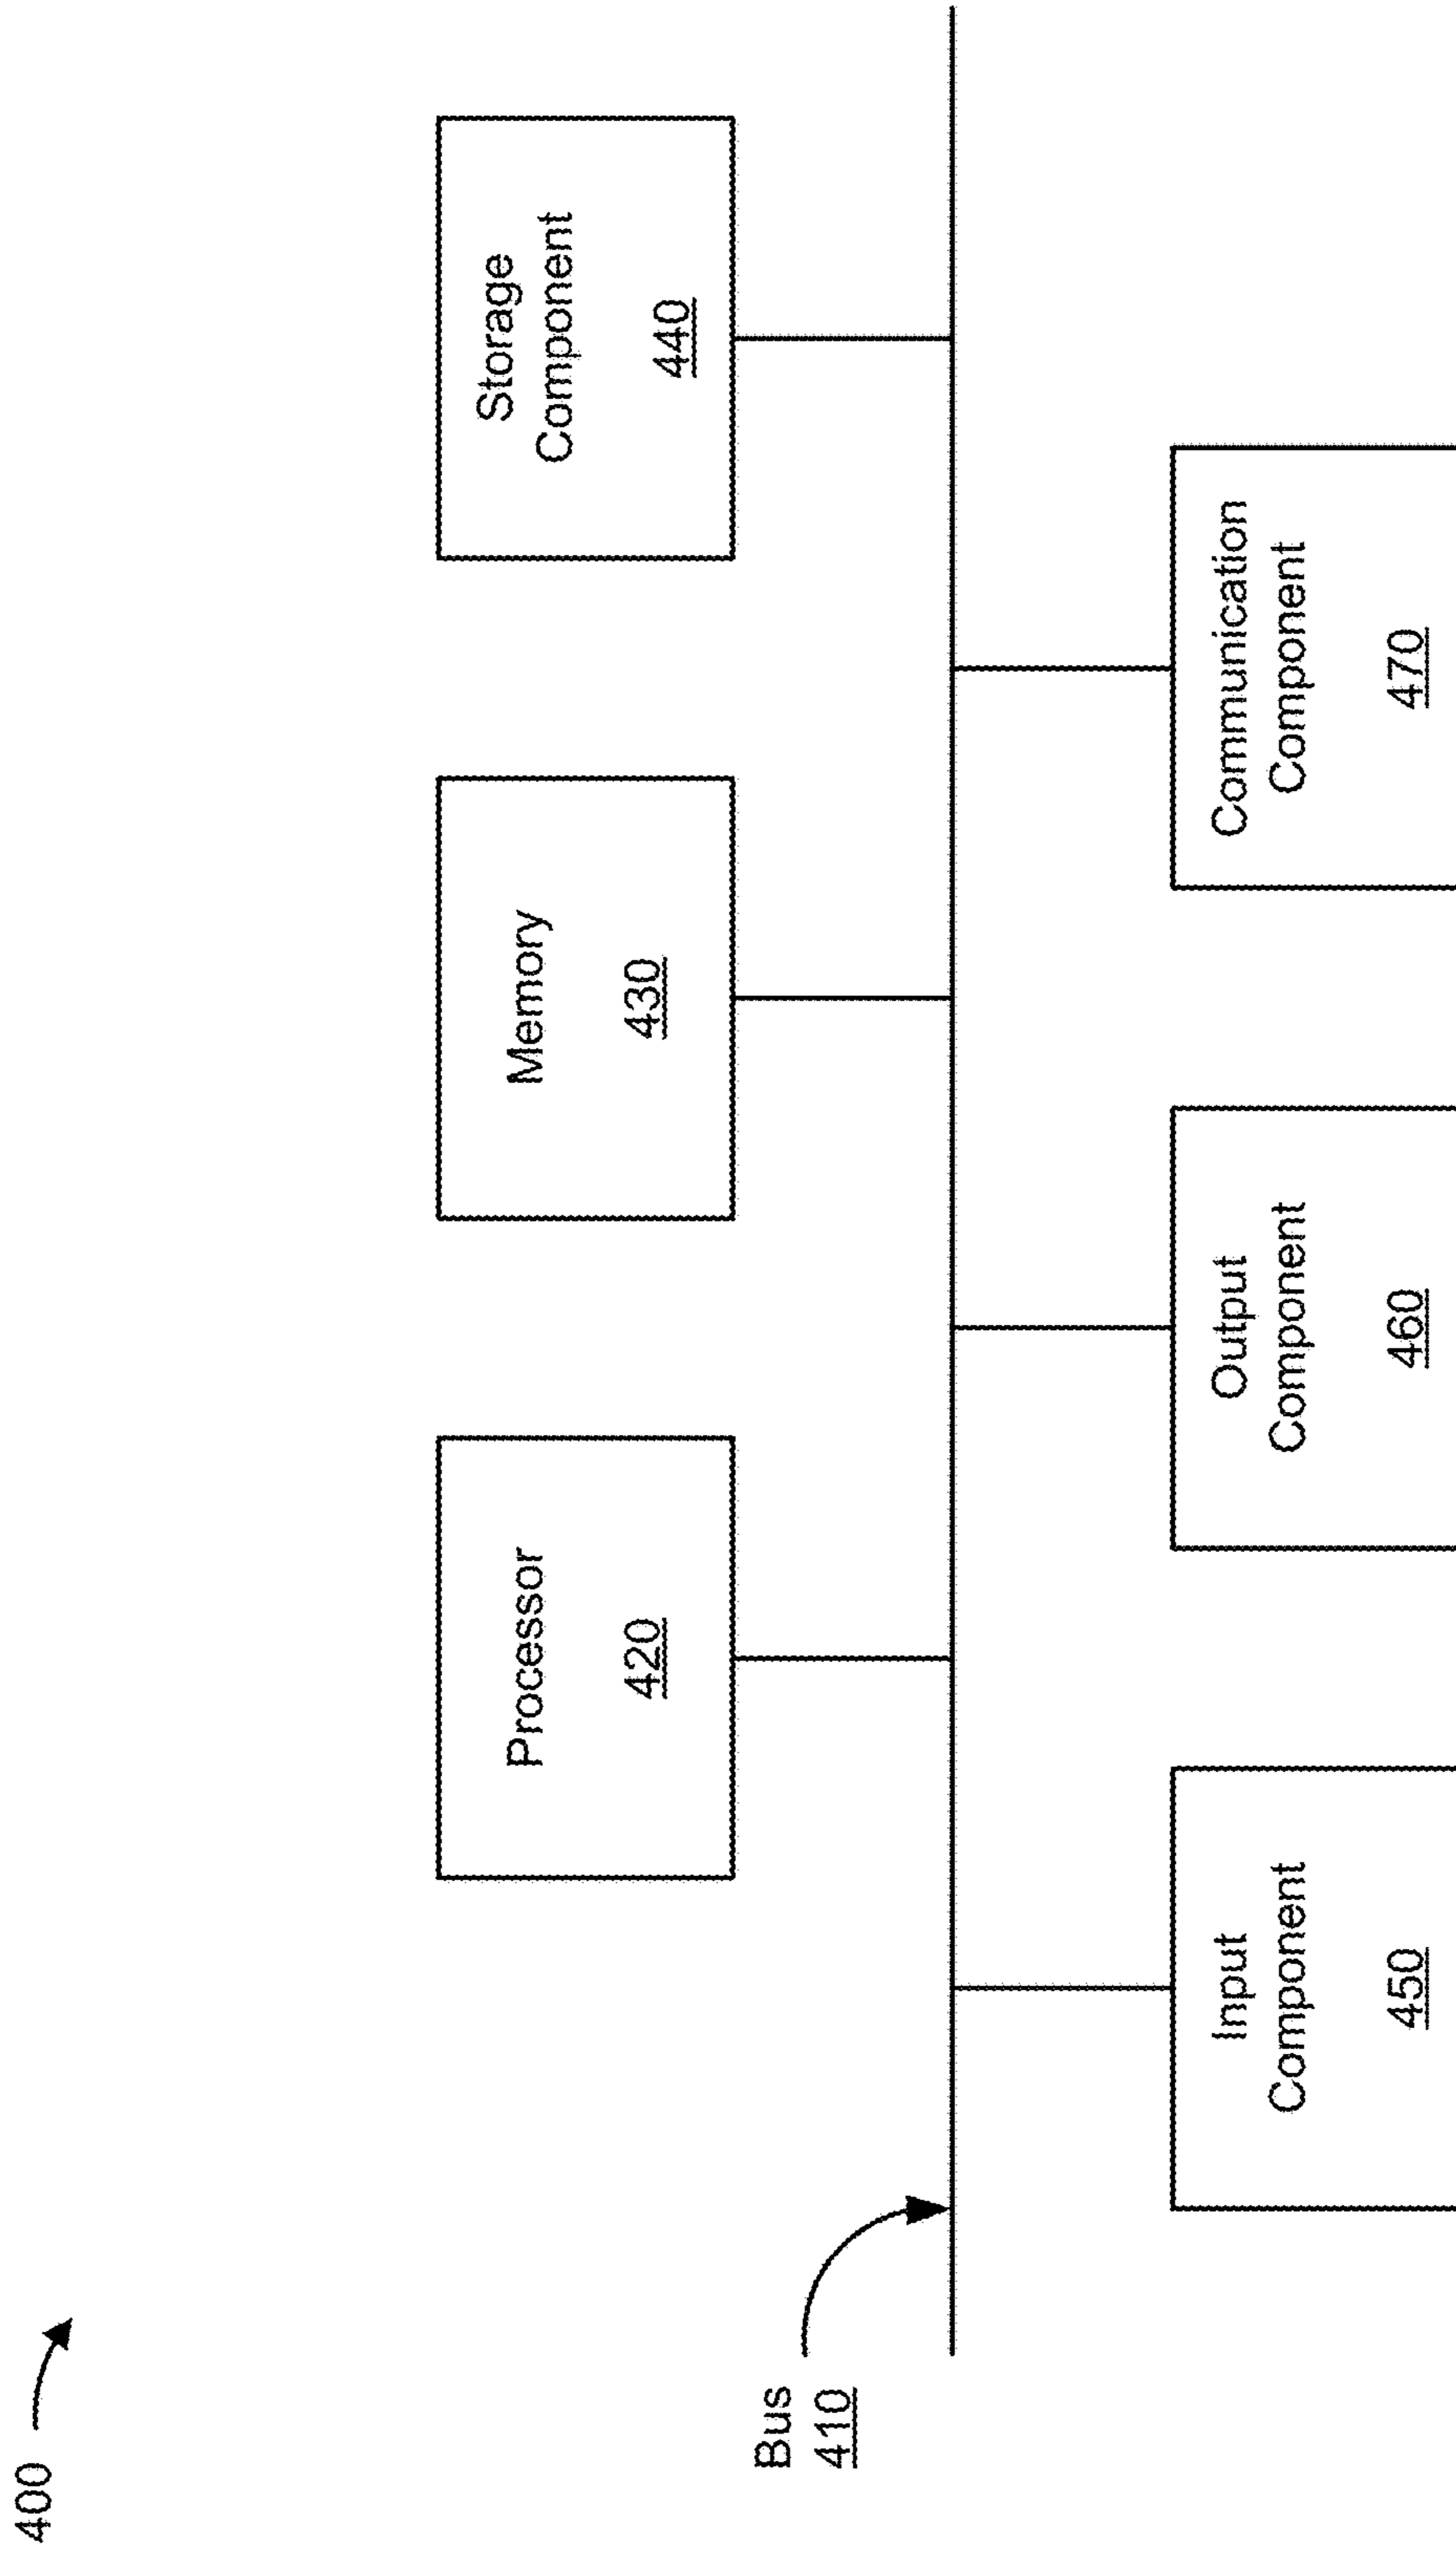 400
Bus
410
Processor
420
Memory
430
Storage
Component
440
Input
Component
450
Output
Component
460
Communication
Component
470